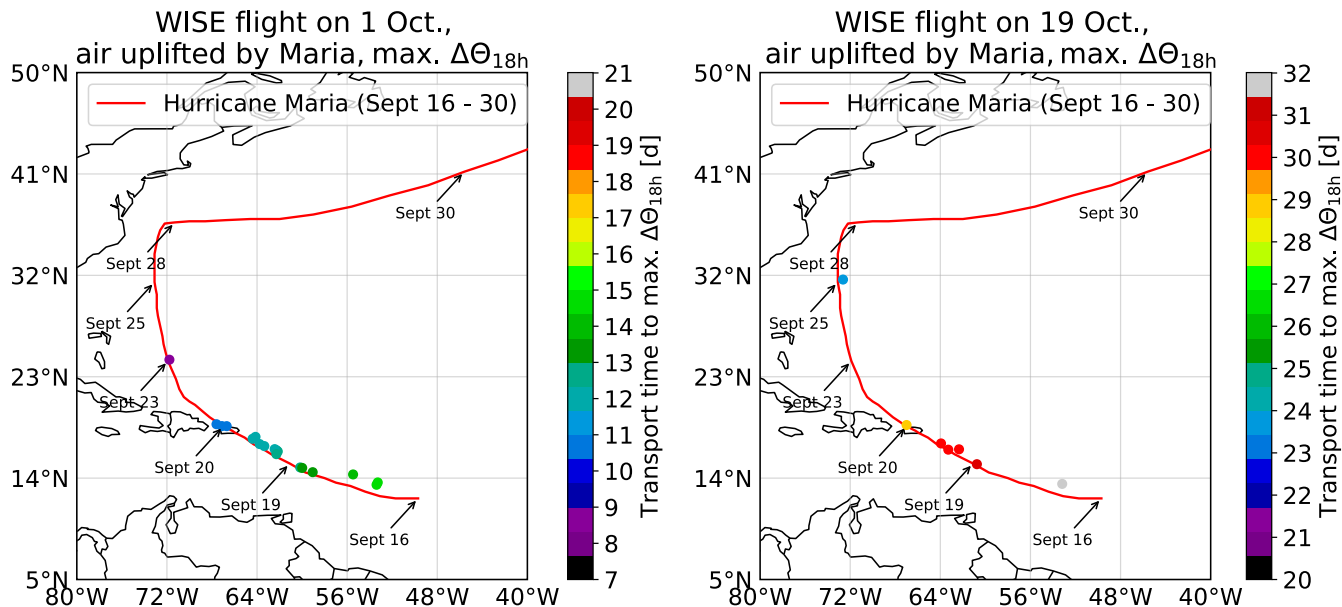 WISE flight on 1 Oct.,
air uplifted by Maria, max. ΔΘ18h
50°N
41°N
32°N
23°N
14°N
5°N
80°W 72°W 64°W 56°W 48°W 40°W
Hurricane Maria (Sept 16 - 30)
Sept 30
Sept 28
Sept 25
Sept 23
Sept 20
Sept 19
Sept 16
21
20
19
18
17
16
15
14
13
12
11
10
9
8
7
Transport time to max. ΔΘ18h [d]
WISE flight on 19 Oct.,
air uplifted by Maria, max. ΔΘ18h
50°N
41°N
32°N
23°N
14°N
5°N
80°W 72°W 64°W 56°W 48°W 40°W
Hurricane Maria (Sept 16 - 30)
Sept 30
Sept 28
Sept 25
Sept 23
Sept 20
Sept 19
Sept 16
32
31
30
29
28
27
26
25
24
23
22
21
20
Transport time to max. ΔΘ18h [d]